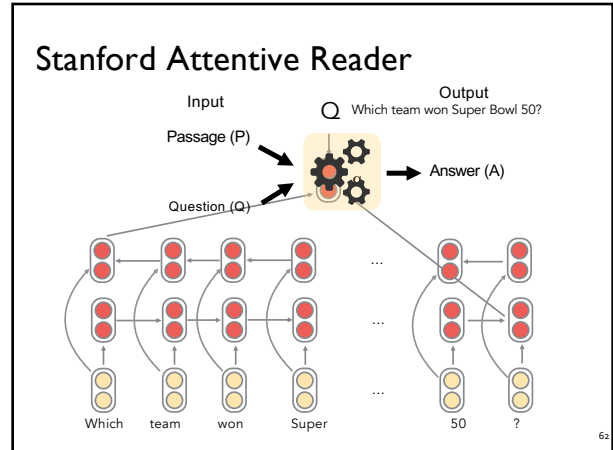 Stanford Attentive Reader
Input
Output
Q Which team won Super Bowl 50?
Passage (P)
Answer (A)
Question (Q)
...
...
...
Which team won Super 50 ?
62